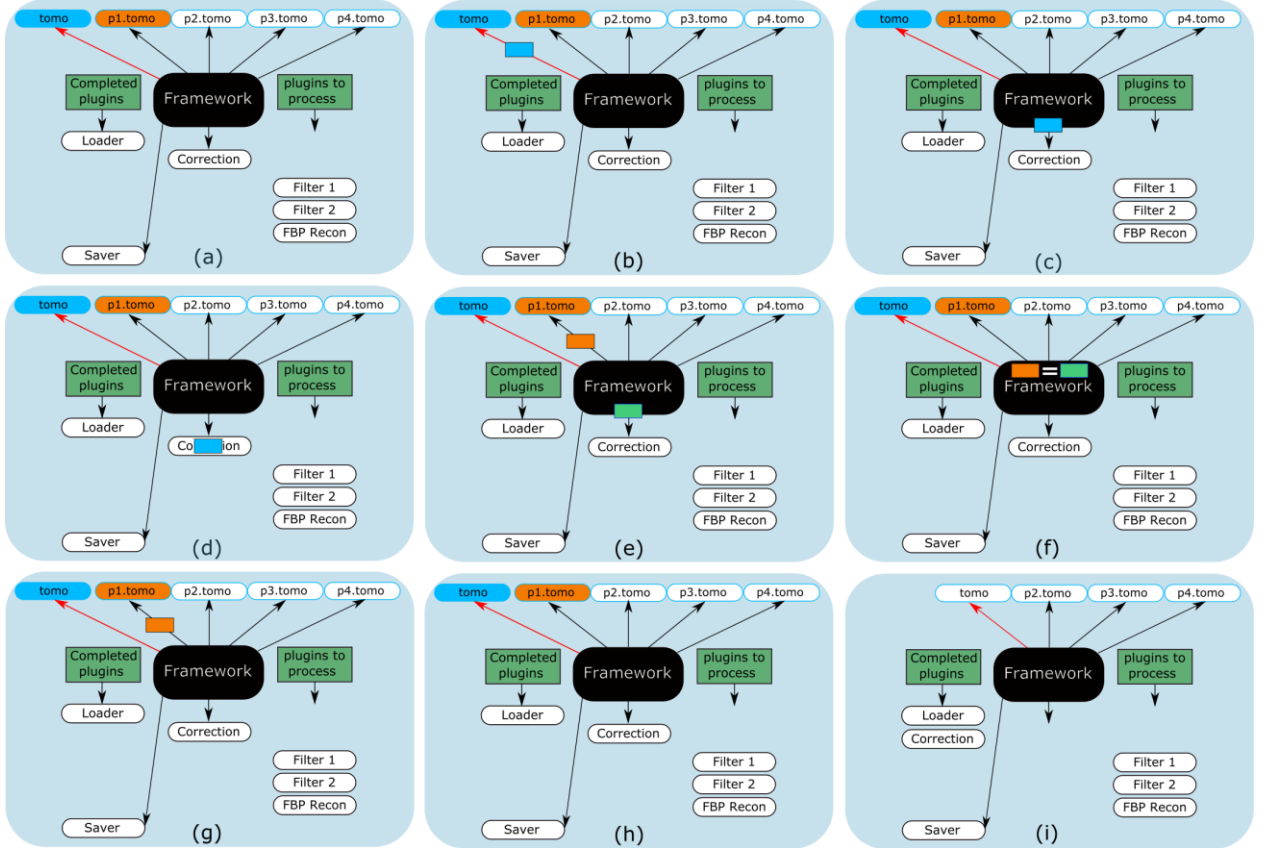 tomo p1.tomo p2.tomo p3.tomo p4.tomo
Completed
plugins
Framework
plugins to
process
Loader
Correction
Filter 1
Filter 2
FBP Recon
Saver
(a)
tomo p1.tomo p2.tomo p3.tomo p4.tomo
Completed
plugins
Framework
plugins to
process
Loader
Correction
Filter 1
Filter 2
FBP Recon
Saver
(b)
tomo p1.tomo p2.tomo p3.tomo p4.tomo
Completed
plugins
Framework
plugins to
process
Loader
Correction
Filter 1
Filter 2
FBP Recon
Saver
(c)
tomo p1.tomo p2.tomo p3.tomo p4.tomo
Completed
plugins
Framework
plugins to
process
Loader
Co ion
Filter 1
Filter 2
FBP Recon
Saver
(d)
tomo p1.tomo p2.tomo p3.tomo p4.tomo
Completed
plugins
Framework
plugins to
process
Loader
Correction
Filter 1
Filter 2
FBP Recon
Saver
(e)
tomo p1.tomo p2.tomo p3.tomo p4.tomo
=
Completed
plugins
Framework
plugins to
process
Loader
Correction
Filter 1
Filter 2
FBP Recon
Saver
(f)
tomo p1.tomo p2.tomo p3.tomo p4.tomo
Completed
plugins
Framework
plugins to
process
Loader
Correction
Filter 1
Filter 2
FBP Recon
Saver
(g)
tomo p1.tomo p2.tomo p3.tomo p4.tomo
Completed
plugins
Framework
plugins to
process
Loader
Correction
Filter 1
Filter 2
FBP Recon
Saver
(h)
tomo p2.tomo p3.tomo p4.tomo
Completed
plugins
Framework
plugins to
process
Loader
Correction
Filter 1
Filter 2
FBP Recon
Saver
(i)